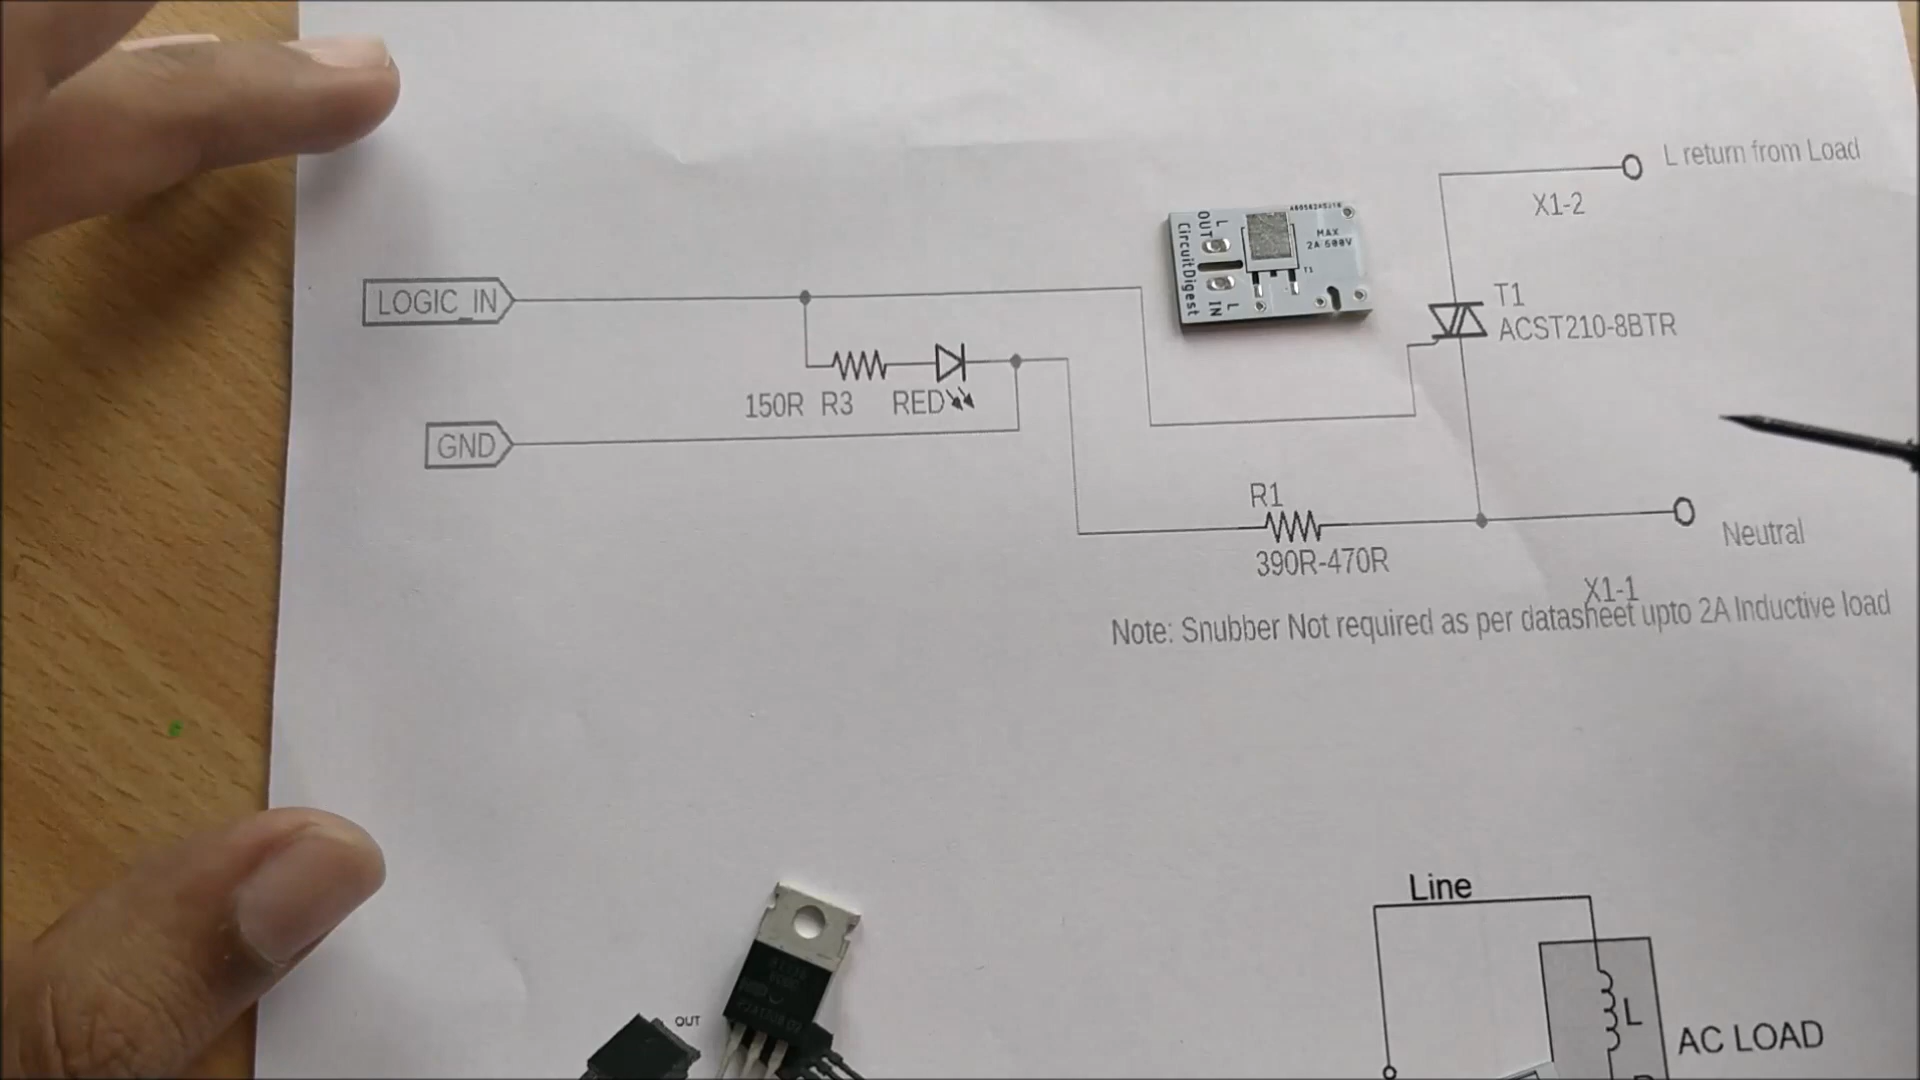 L return from Load
X1-2
LOGIC_IN
CircuitDigest
L
OUT
IN
L
MAX
2A 600V
T1
T1
ACST210-8BTR
150R R3 RED
GND
R1
390R-470R
Neutral
X1-1
Note: Snubber Not required as per datasheet upto 2A Inductive load
Line
L
AC LOAD
OUT